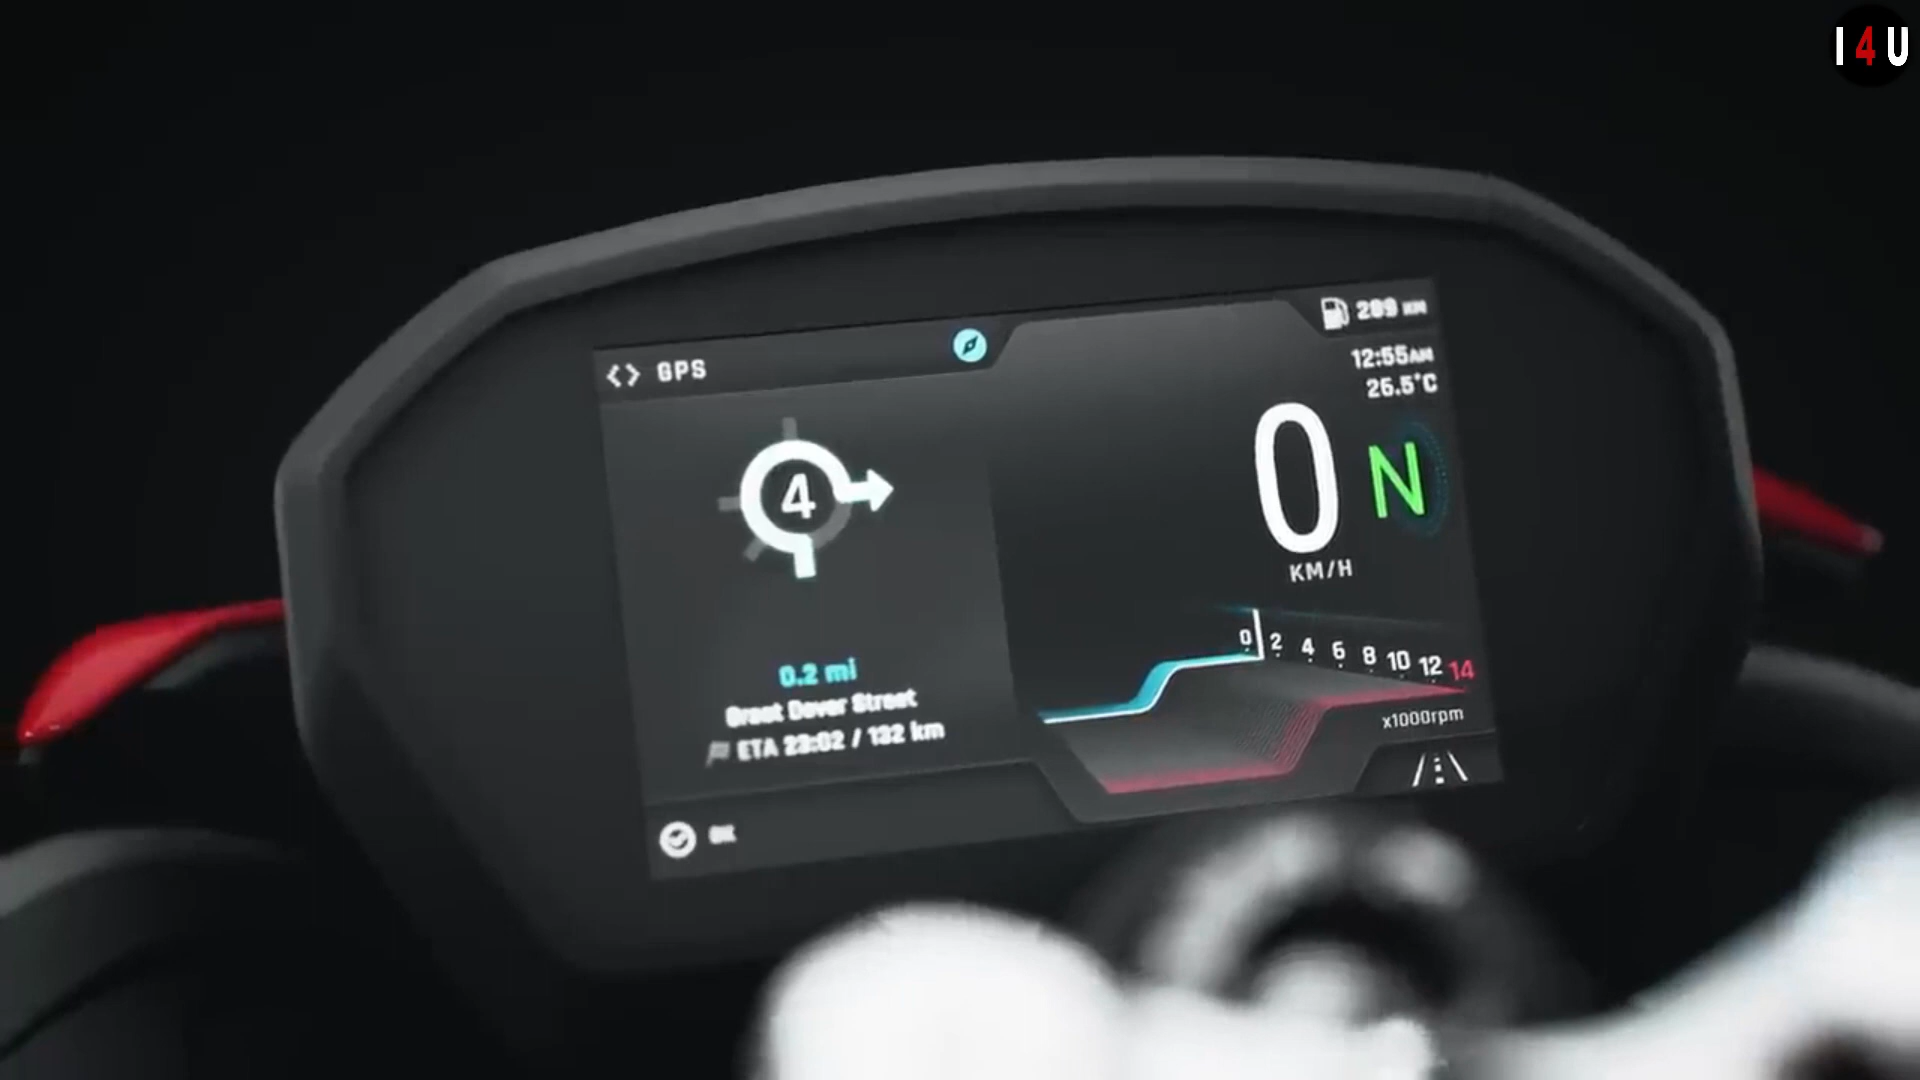 I 4 U
GPS
209 KM
12:55AM
26.5°C
4
0
N
KM/H
0 2 4 6 8 10 12 14
x1000rpm
0.2 mi
Great Dover Street
ETA 23:02 / 132 km
OK